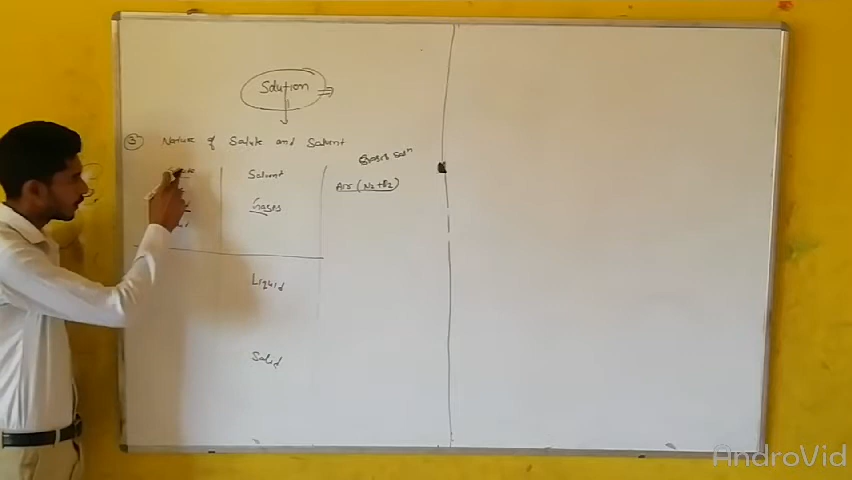 Solution
③ Nature of Solute and Solvent
Gases Solⁿ
Solvent
Air (N₂+O₂)
Gases
Liquid
Solid
AndroVid